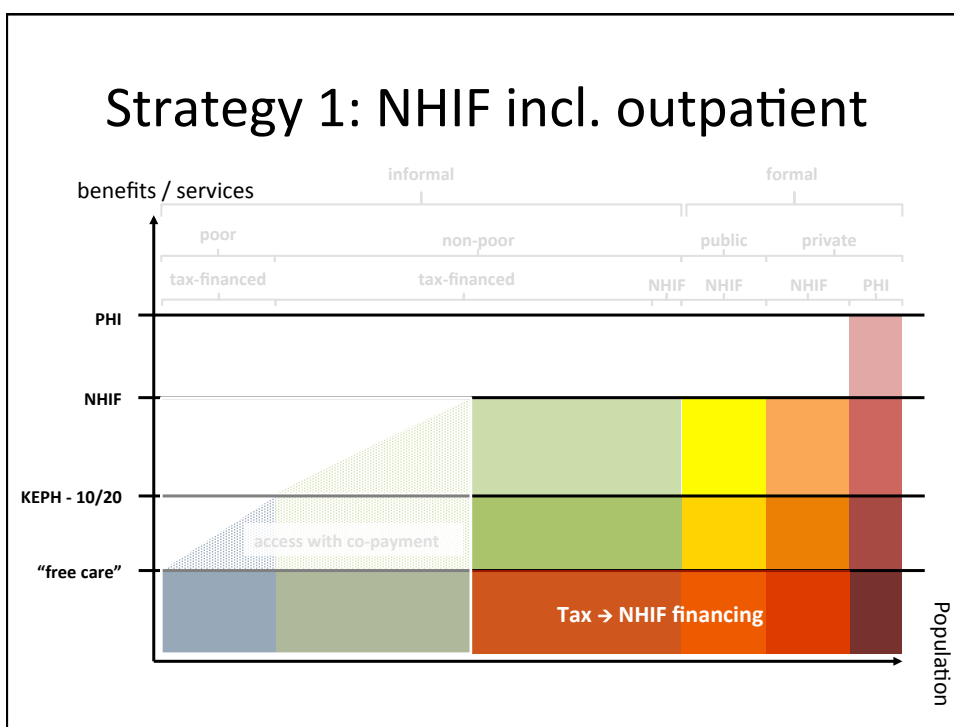 Strategy 1: NHIF incl. outpatient
informal formal
benefits / services
poor non-poor public private
tax-financed tax-financed NHIF NHIF NHIF PHI
PHI
NHIF
KEPH - 10/20
access with co-payment
“free care”
Tax → NHIF financing
Population